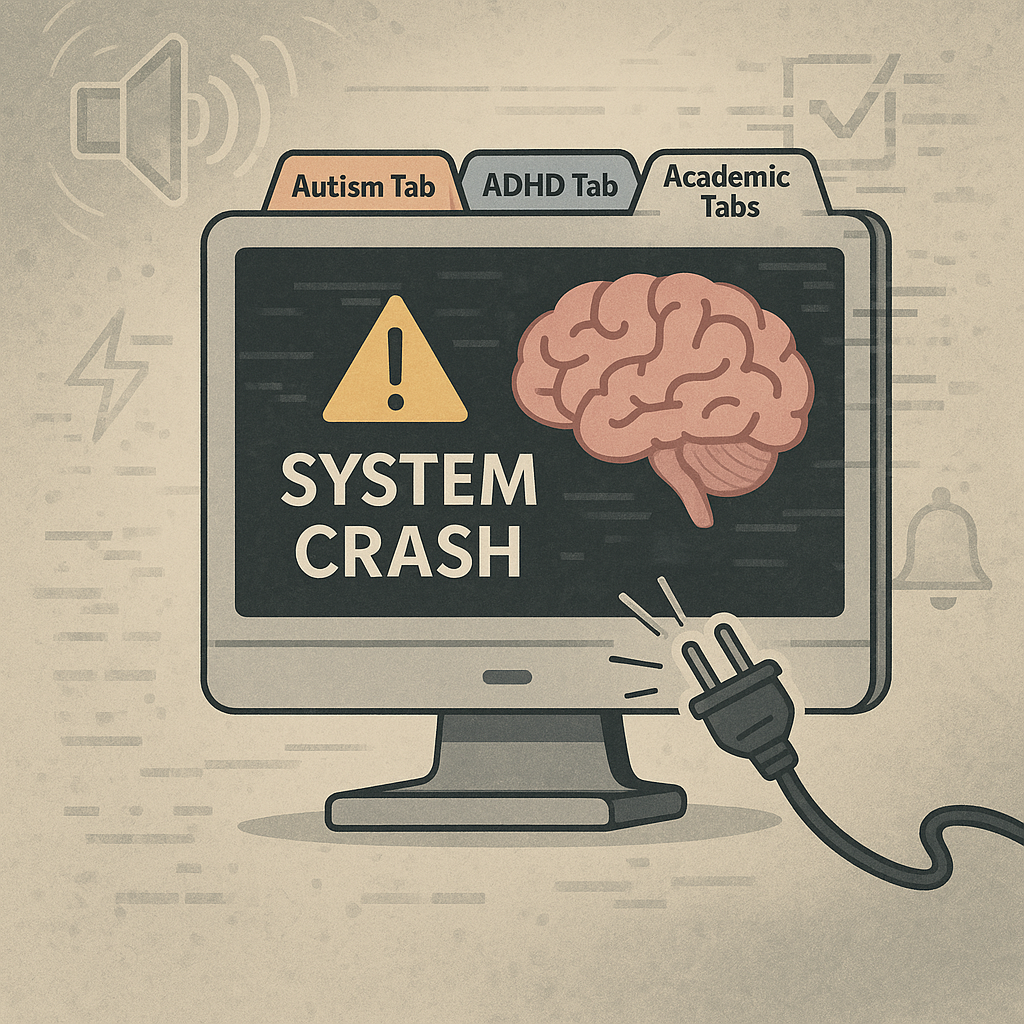 Autism Tab
ADHD Tab
Academic
Tabs
SYSTEM
CRASH